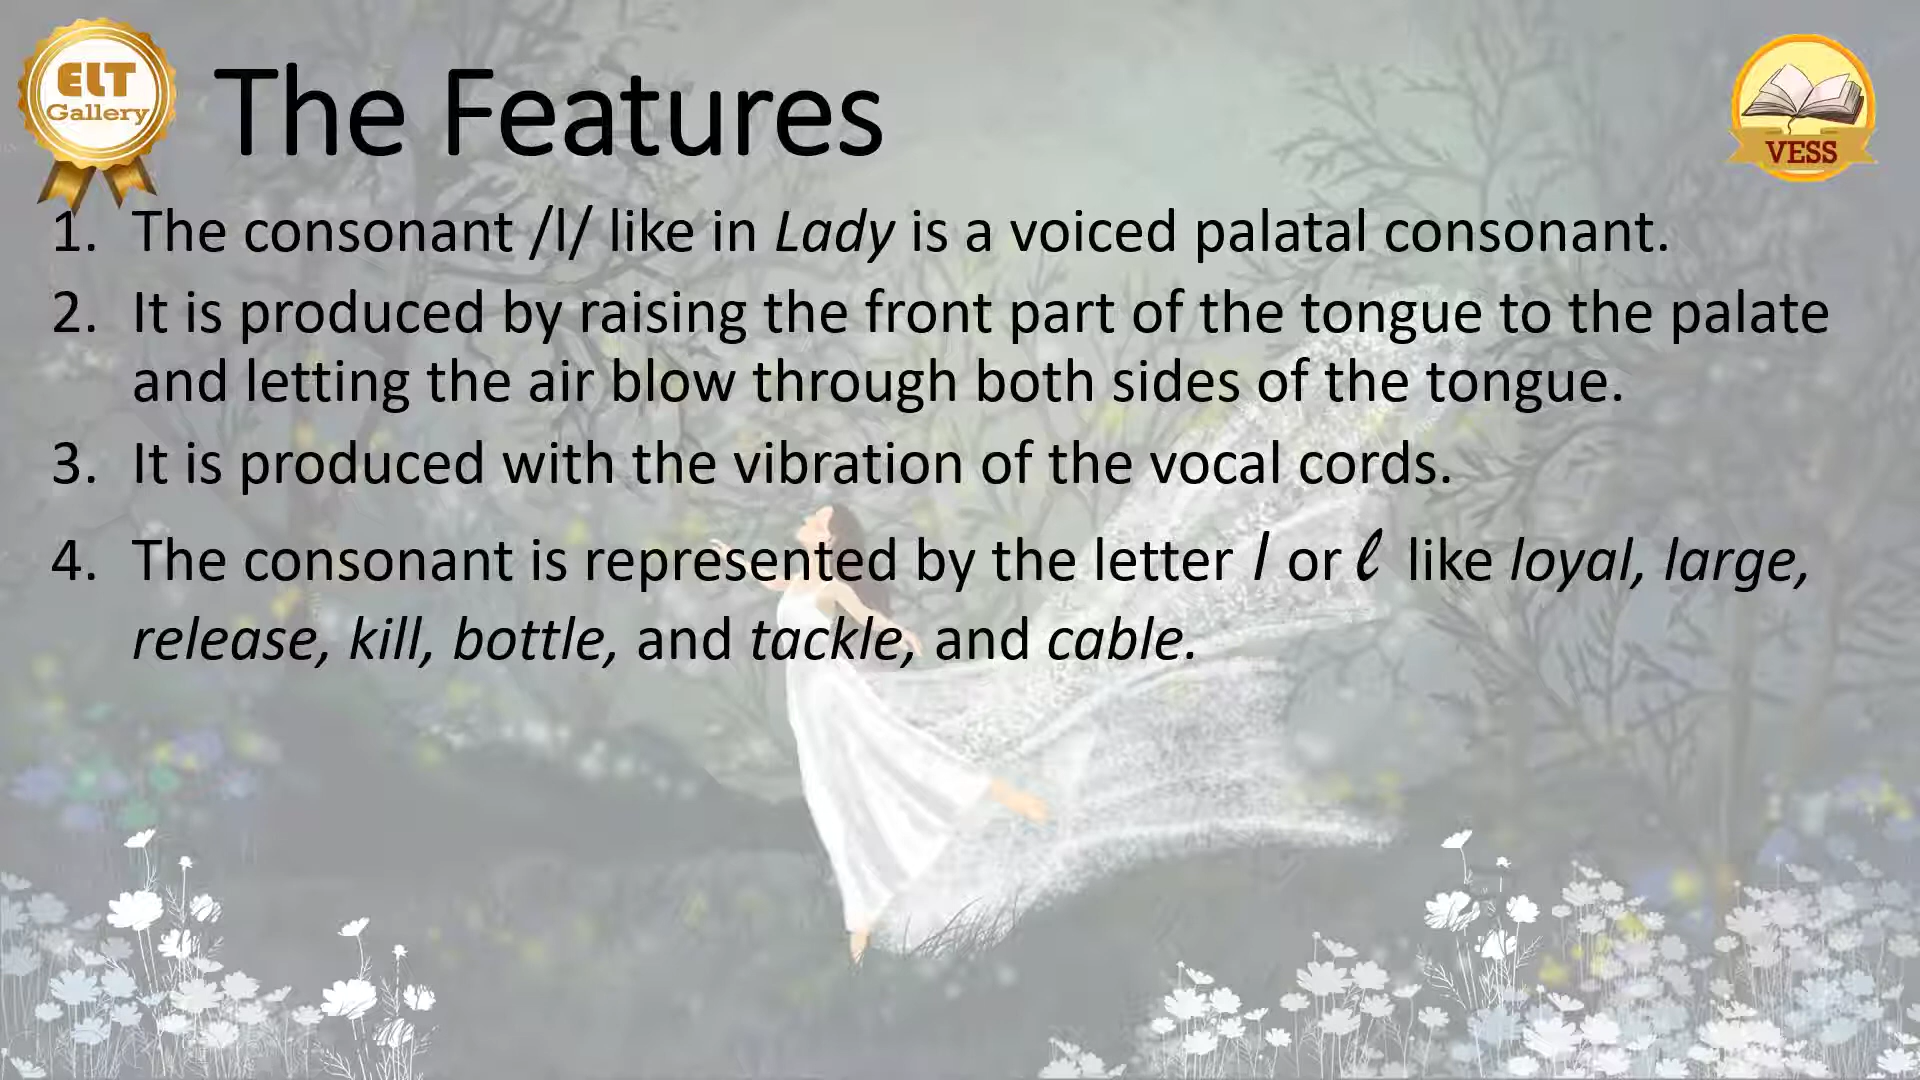 ELT
Gallery
The Features
VESS
1. The consonant /l/ like in Lady is a voiced palatal consonant.
2. It is produced by raising the front part of the tongue to the palate
and letting the air blow through both sides of the tongue.
3. It is produced with the vibration of the vocal cords.
4. The consonant is represented by the letter l or ℓ like loyal, large,
release, kill, bottle, and tackle, and cable.